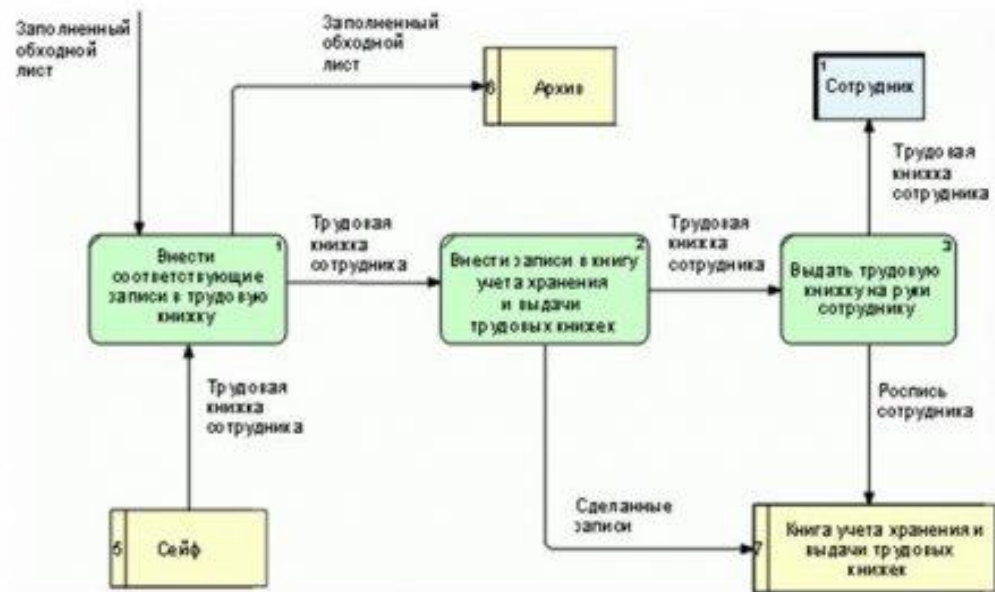 Заполненный
обходной
лист
Заполненный
обходной
лист
6
Архив
1
Сотрудник
Трудовая
книжка
сотрудника
1
Внести
соответствующие
записи в трудовую
книжку
Трудовая
книжка
сотрудника
2
Внести записи в книгу
учета хранения
и выдачи
трудовых книжек
Трудовая
книжка
сотрудника
3
Выдать трудовую
книжку на руки
сотруднику
Трудовая
книжка
сотрудника
Роспись
сотрудника
5
Сейф
Сделанные
записи
7
Книга учета хранения и
выдачи трудовых
книжек